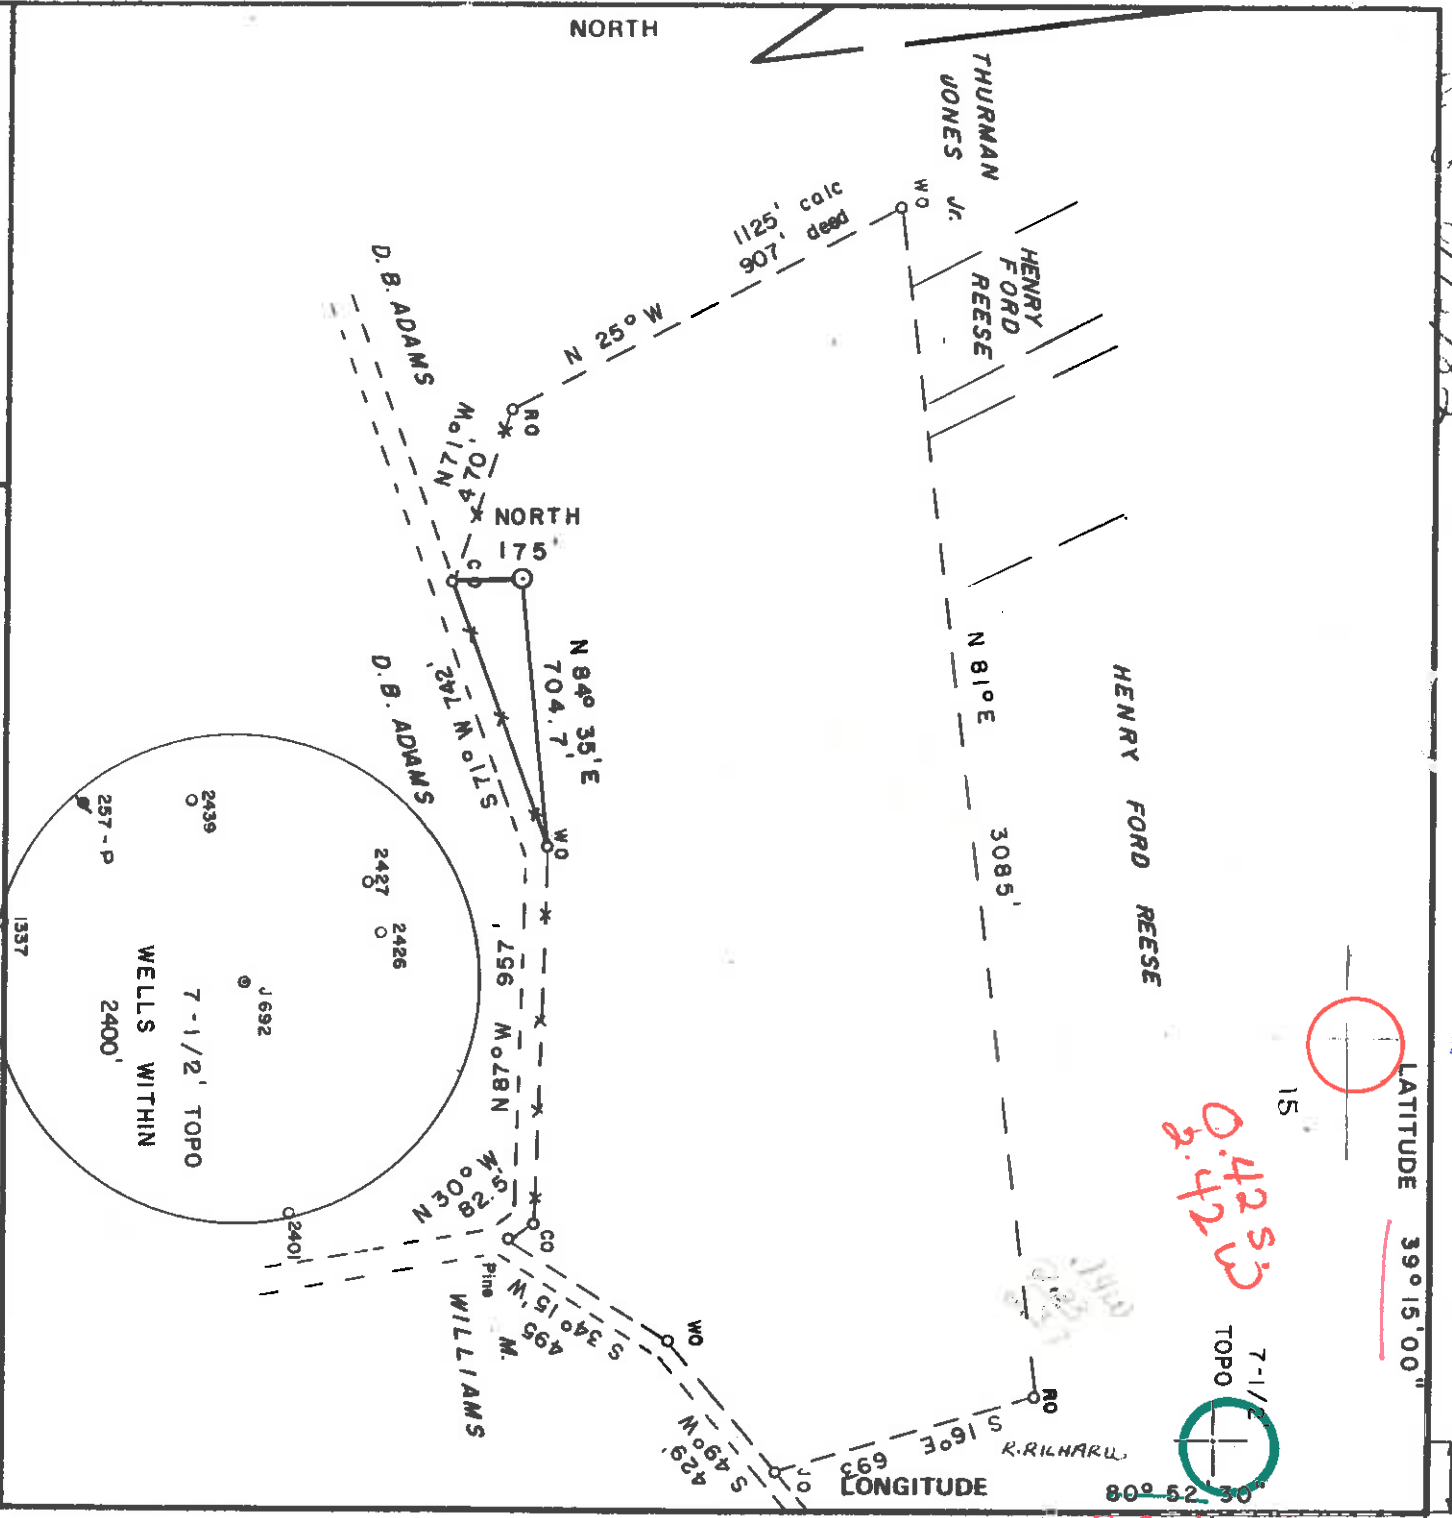 NORTH
THURMAN
JONES Jr.
WO
HENRY
FORD
REESE
1125' calc
907' deed
N 25° W
D. B. ADAMS
RO
N71°W
470'
NORTH
175'
CO
N 84° 35' E
704.7'
S 71° W 742'
D. B. ADAMS
WO
N 81° E
3085'
HENRY FORD REESE
LATITUDE 39° 15' 00"
15
0.42 S
2.42 W
7-1/2'
TOPO
N87°W 957'
CO
N 30° W
82.5'
Pine
S 34° 15' W
495
M.
WILLIAMS
WO
S 49° W
429'
JO
S 16° E 693
RO
LONGITUDE
80° 52' 30"
2439
257-P
2427
2426
J692
2401
1337
7-1/2' TOPO
WELLS WITHIN
2400'